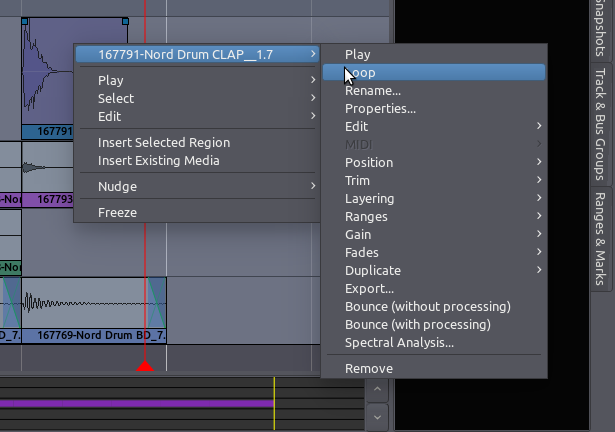 167791-Nord Drum CLAP__1.7
Play
Select
Edit
Insert Selected Region
Insert Existing Media
Nudge
Freeze
Play
Loop
Rename...
Properties...
Edit
MIDI
Position
Trim
Layering
Ranges
Gain
Fades
Duplicate
Export...
Bounce (without processing)
Bounce (with processing)
Spectral Analysis...
Remove
167791
167793
167769-Nord Drum BD_7.
D_7.
Snapshots
Track & Bus Groups
Ranges & Marks